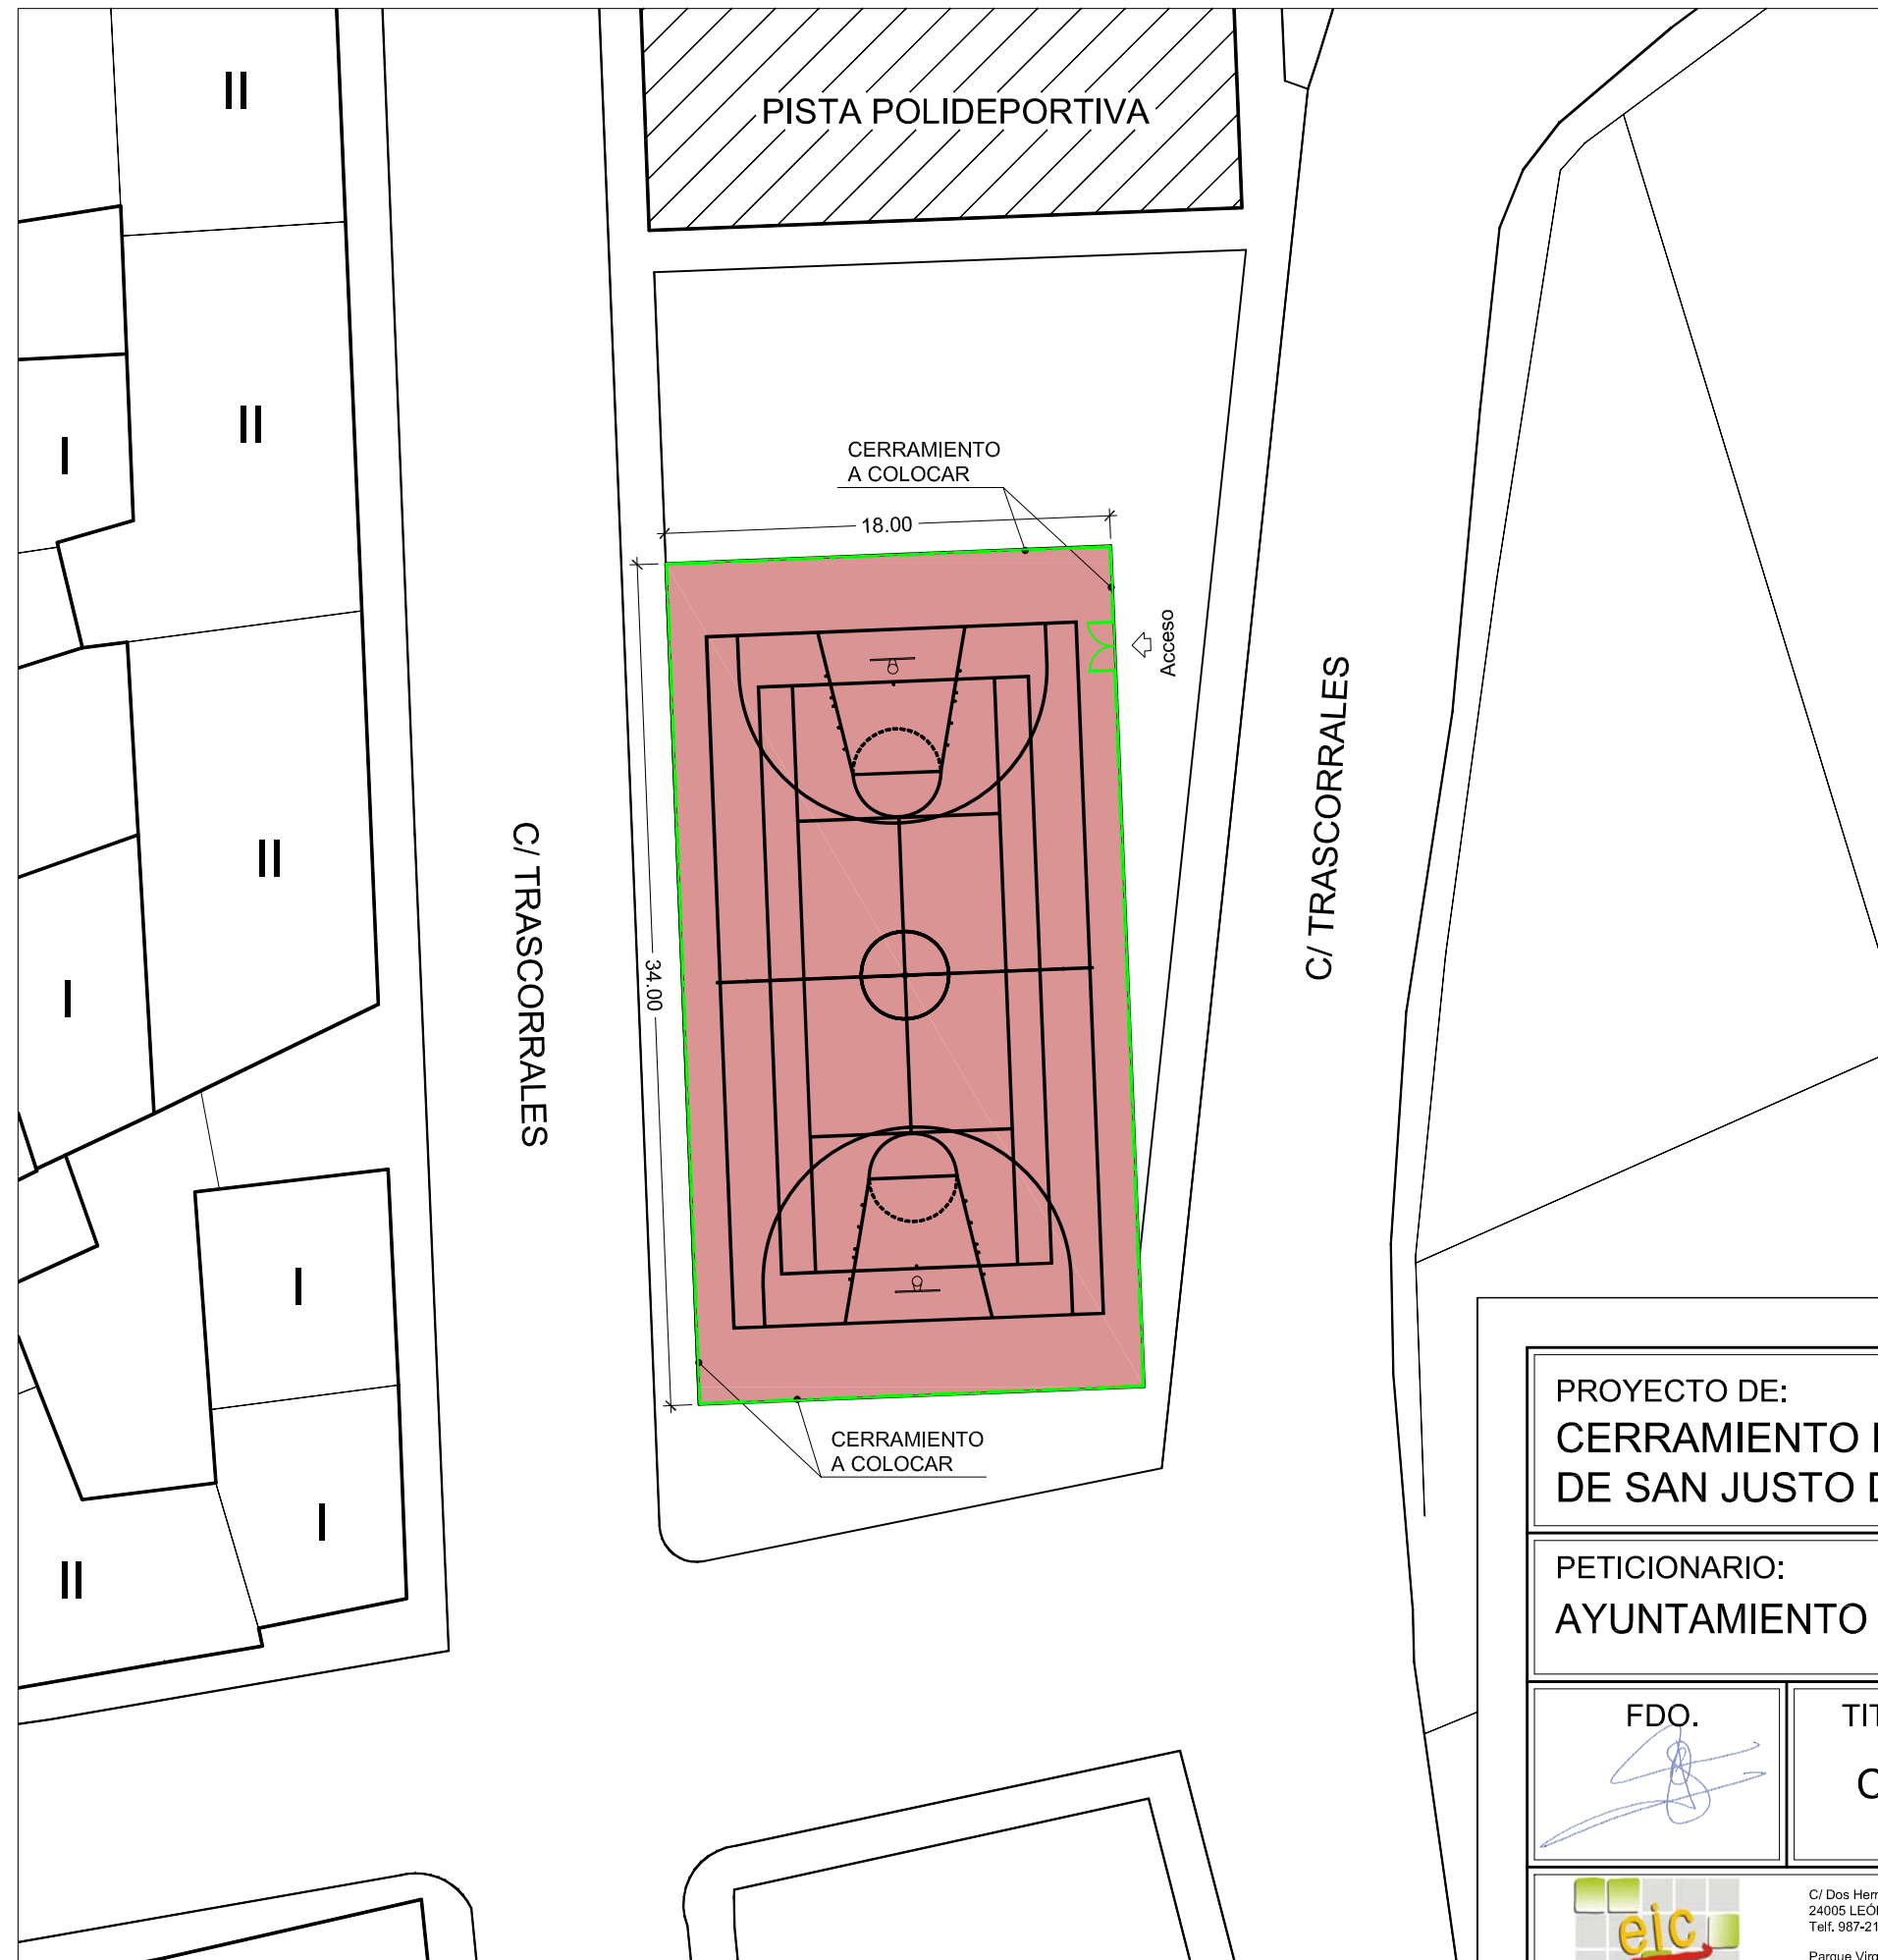 II
PISTA POLIDEPORTIVA
II
I
CERRAMIENTO
A COLOCAR
18.00
Acceso
C/ TRASCORRALES
C/ TRASCORRALES
II
34.00
I
I
CERRAMIENTO
A COLOCAR
I
II
PROYECTO DE:
CERRAMIENTO
DE SAN JUSTO
PETICIONARIO:
AYUNTAMIENTO
FDO.
C/ Dos
24005
Telf. 987-21
Parque
eic